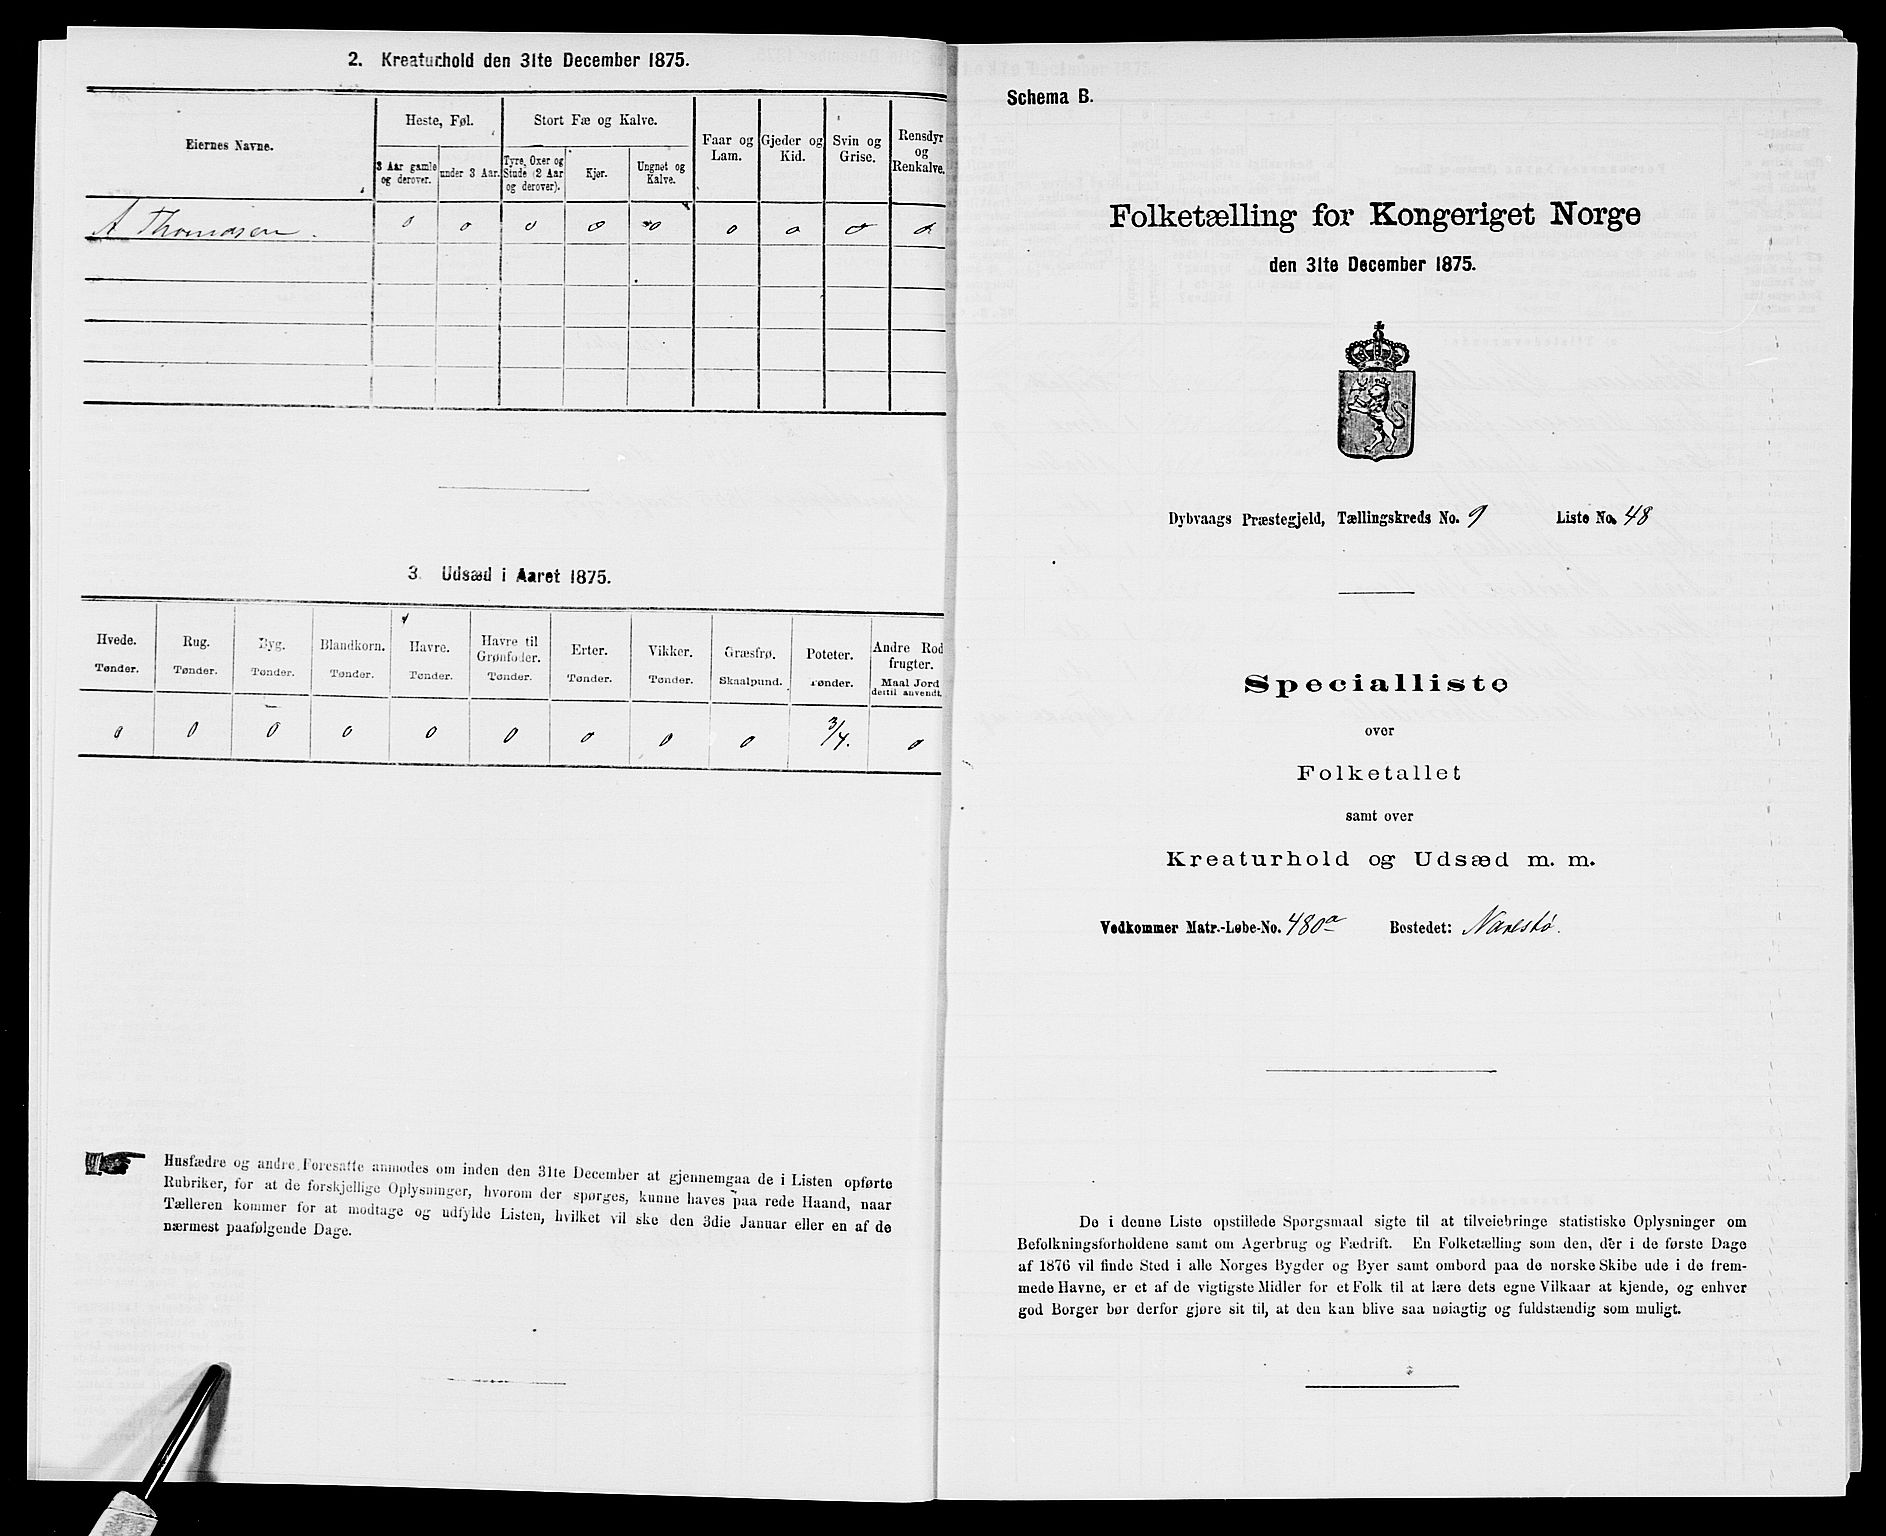 2. Kreaturhold den 31te December 1875.
Eiernes Navne.
Heste, Føl.
Stort Fæ og Kalve.
Faar og Lam.
Gjeder og Kid.
Svin og Grise.
Rensdyr og Renkalve.
3 Aar gamle og derover.
under 3 Aar.
Tyre, Oxer og Stude (2 Aar og derover).
Kjør.
Ungnøt og Kalve.
A Thomasen. 0 0 0 0 0 0 0 0 0
3. Udsæd i Aaret 1875.
Hvede. Rug. Byg. Blandkorn. Havre. Havre til Grønfoder. Erter. Vikker. Græsfrø. Poteter. Andre Rodfrugter.
Tønder. Tønder. Tønder. Tønder. Tønder. Tønder. Tønder. Tønder. Skaalpund. Tønder. Maal Jord dertil anvendt.
0 0 0 0 0 0 0 0 0 3/4. 0
Husfædre og andre Foresatte anmodes om inden den 31te December at gjennemgaa de i Listen opførte
Rubriker, for at de forskjellige Oplysninger, hvorom der spørges, kunne haves paa rede Haand, naar
Tælleren kommer for at modtage og udfylde Listen, hvilket vil ske den 3die Januar eller en af de
nærmest paafølgende Dage.
Schema B.
Folketælling for Kongeriget Norge
den 31te December 1875.
Dybvaags Præstegjeld, Tællingskreds No. 9 Liste No. 48
Specialliste
over
Folketallet
samt over
Kreaturhold og Udsæd m. m.
Vedkommer Matr.-Løbe-No. 480a Bostedet: Narestø.
De i denne Liste opstillede Spørgsmaal sigte til at tilveiebringe statistiske Oplysninger om
Befolkningsforholdene samt om Agerbrug og Fædrift. En Folketælling som den, der i de første Dage
af 1876 vil finde Sted i alle Norges Bygder og Byer samt ombord paa de norske Skibe ude i de frem-
mede Havne, er et af de vigtigste Midler for et Folk til at lære dets egne Vilkaar at kjende, og enhver
god Borger bør derfor gjøre sit til, at den kan blive saa nøiagtig og fuldstændig som muligt.